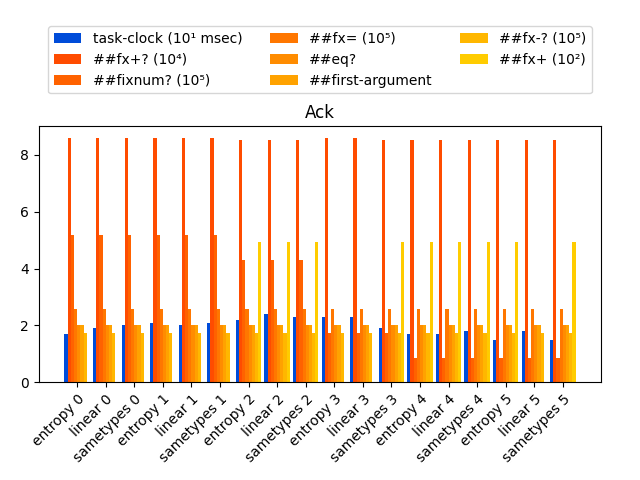 task-clock (10¹ msec)
##fx+? (10⁴)
##fixnum? (10⁵)
##fx= (10⁵)
##eq?
##first-argument
##fx-? (10⁵)
##fx+ (10²)
Ack
8
6
4
2
0
entropy 0
linear 0
sametypes 0
entropy 1
linear 1
sametypes 1
entropy 2
linear 2
sametypes 2
entropy 3
linear 3
sametypes 3
entropy 4
linear 4
sametypes 4
entropy 5
linear 5
sametypes 5